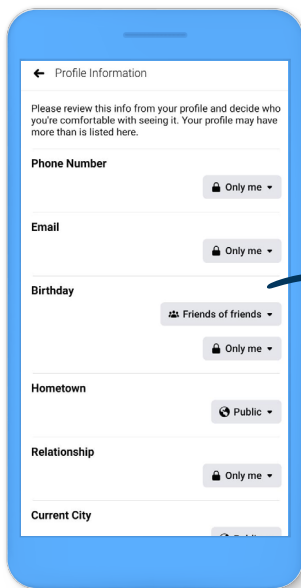 Profile Information
Please review this info from your profile and decide who
you're comfortable with seeing it. Your profile may have
more than is listed here.
Phone Number
Only me
Email
Only me
Birthday
Friends of friends
Only me
Hometown
Public
Relationship
Only me
Current City